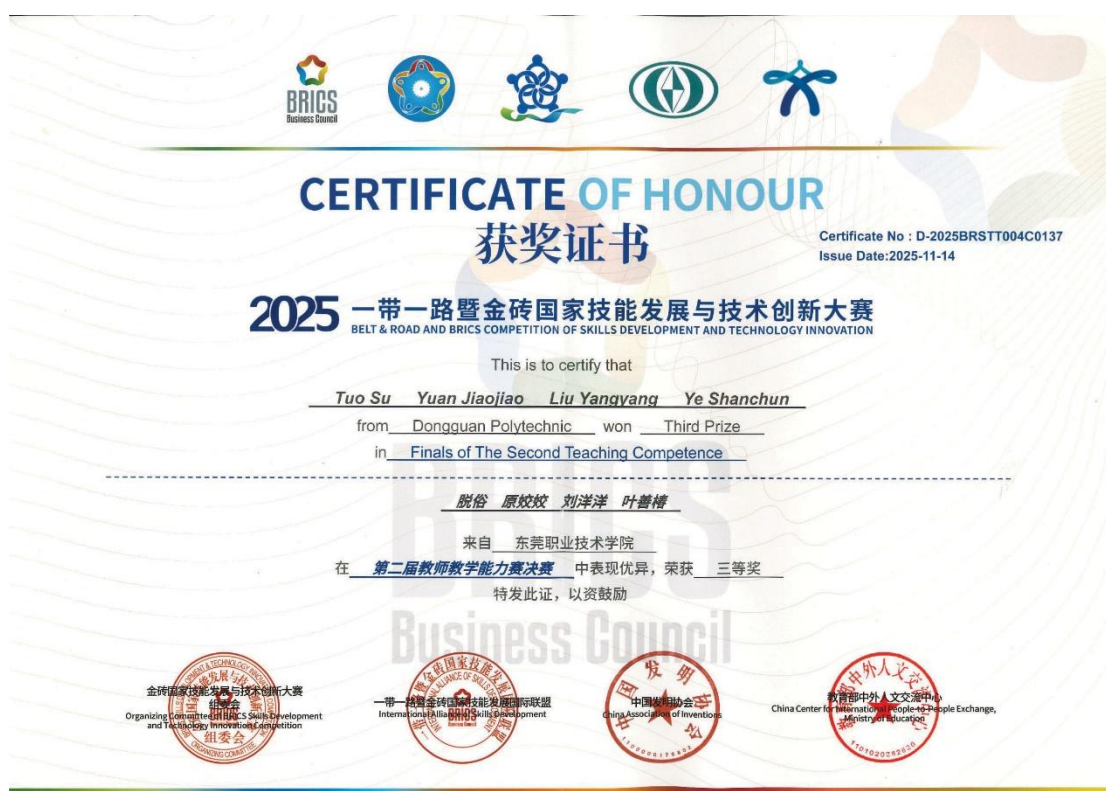 BRICS
Business Council
CERTIFICATE OF HONOUR
获奖证书
Certificate No : D-2025BRSTT004C0137
Issue Date:2025-11-14
2025 一带一路暨金砖国家技能发展与技术创新大赛
BELT & ROAD AND BRICS COMPETITION OF SKILLS DEVELOPMENT AND TECHNOLOGY INNOVATION
This is to certify that
Tuo Su Yuan Jiaojiao Liu Yangyang Ye Shanchun
from Dongguan Polytechnic won Third Prize
in Finals of The Second Teaching Competence
脱俗 原姣姣 刘洋洋 叶善椿
来自 东莞职业技术学院
在 第二届教师教学能力赛决赛 中表现优异，荣获 三等奖
特发此证，以资鼓励
BRICS
Business Council
金砖国家技能发展与技术创新大赛
组委会
Organizing Committee of BRICS Skills Development
and Technology Innovation Competition
组委会
一带一路暨金砖国家技能发展国际联盟
International Alliance of Skills Development
BRICS
中国发明协会
China Association of Inventions
教育部中外人文交流中心
China Center for International People-to-People Exchange,
Ministry of Education